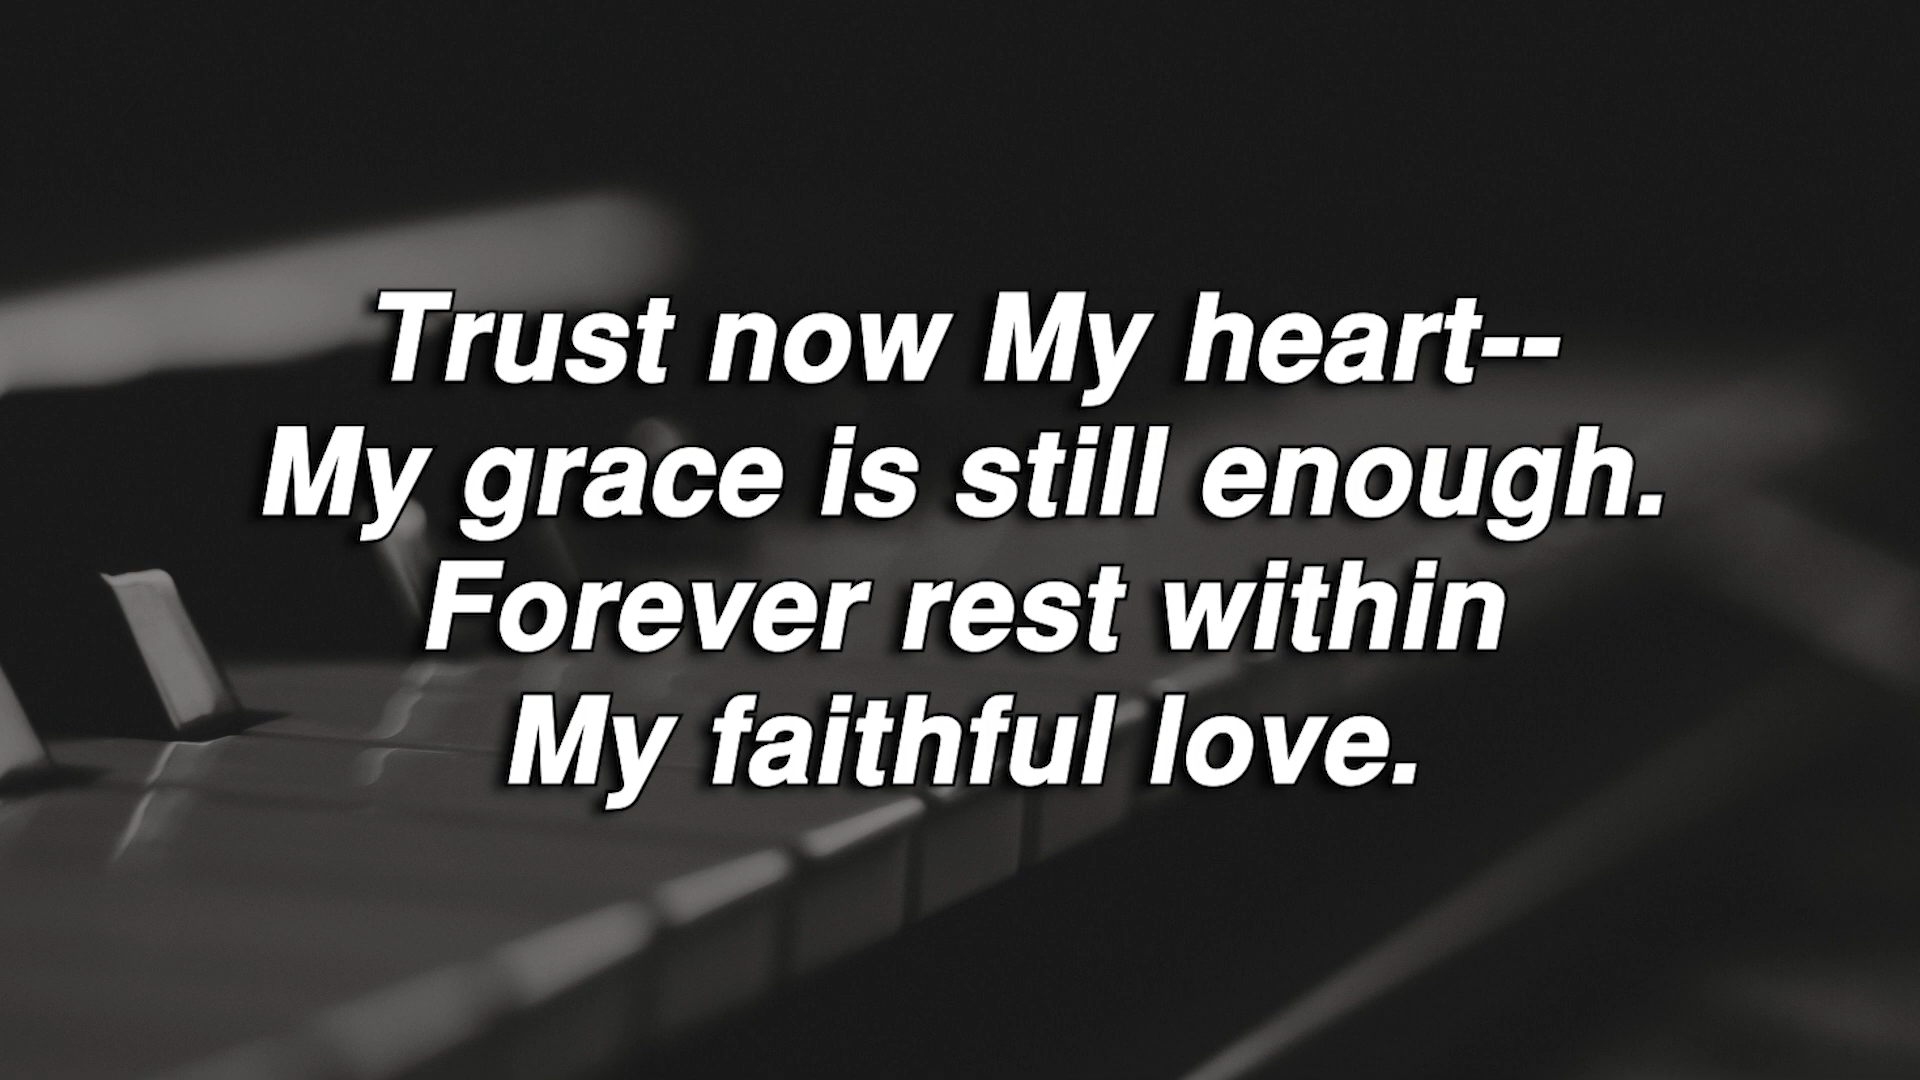 Trust now My heart--
My grace is still enough.
Forever rest within
My faithful love.